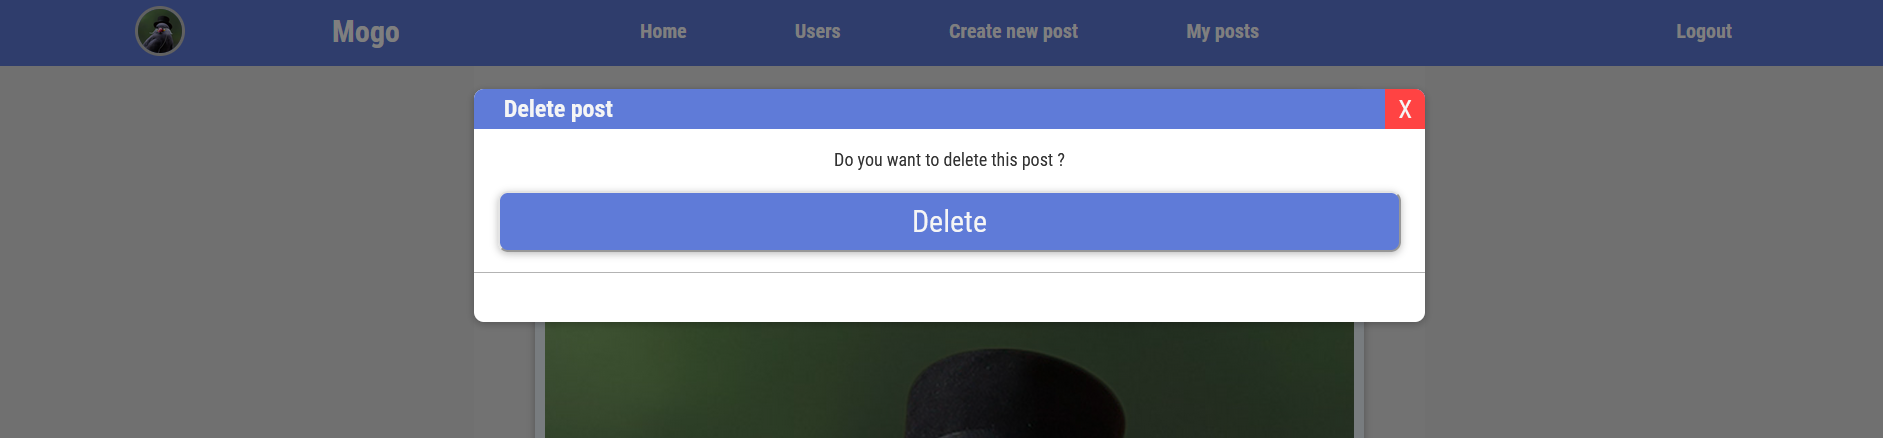 Mogo Home Users Create new post My posts Logout
Delete post X
Do you want to delete this post ?
Delete